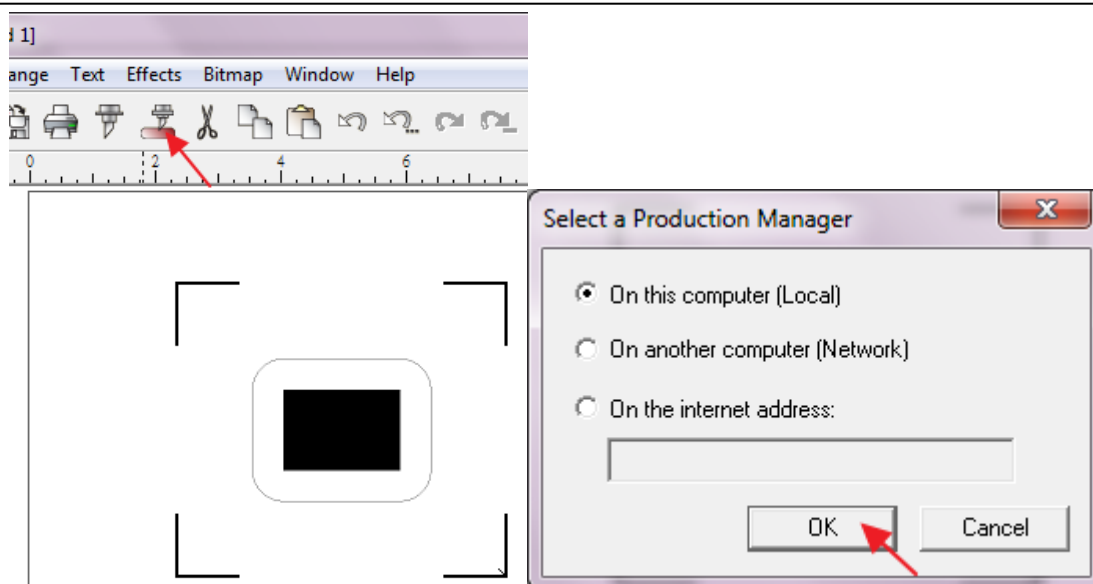 d 1]
ange Text Effects Bitmap Window Help
0 2 4 6
Select a Production Manager
On this computer (Local)
On another computer (Network)
On the internet address:
OK Cancel